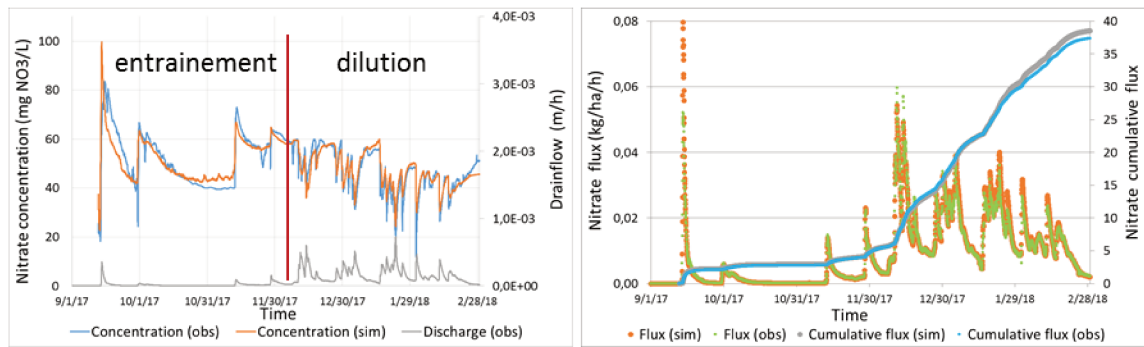 entrainement
dilution
Nitrate concentration (mg NO3/L)
100
80
60
40
20
0
4,0E-03
3,0E-03
2,0E-03
1,0E-03
0,0E+00
Drainflow (m/h)
9/1/17 10/1/17 10/31/17 11/30/17 12/30/17 1/29/18 2/28/18
Time
Concentration (obs) Concentration (sim) Discharge (obs)
Nitrate flux (kg/ha/h)
0,08
0,06
0,04
0,02
0,00
40
35
30
25
20
15
10
5
0
Nitrate cumulative flux
9/1/17 10/1/17 10/31/17 11/30/17 12/30/17 1/29/18 2/28/18
Time
Flux (sim) Flux (obs) Cumulative flux (sim) Cumulative flux (obs)